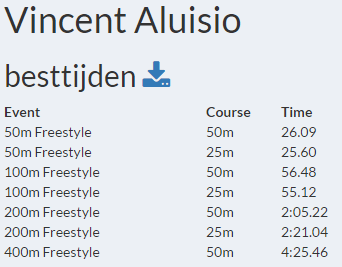 Vincent Aluisio
besttijden
Event Course Time
50m Freestyle 50m 26.09
50m Freestyle 25m 25.60
100m Freestyle 50m 56.48
100m Freestyle 25m 55.12
200m Freestyle 50m 2:05.22
200m Freestyle 25m 2:21.04
400m Freestyle 50m 4:25.46